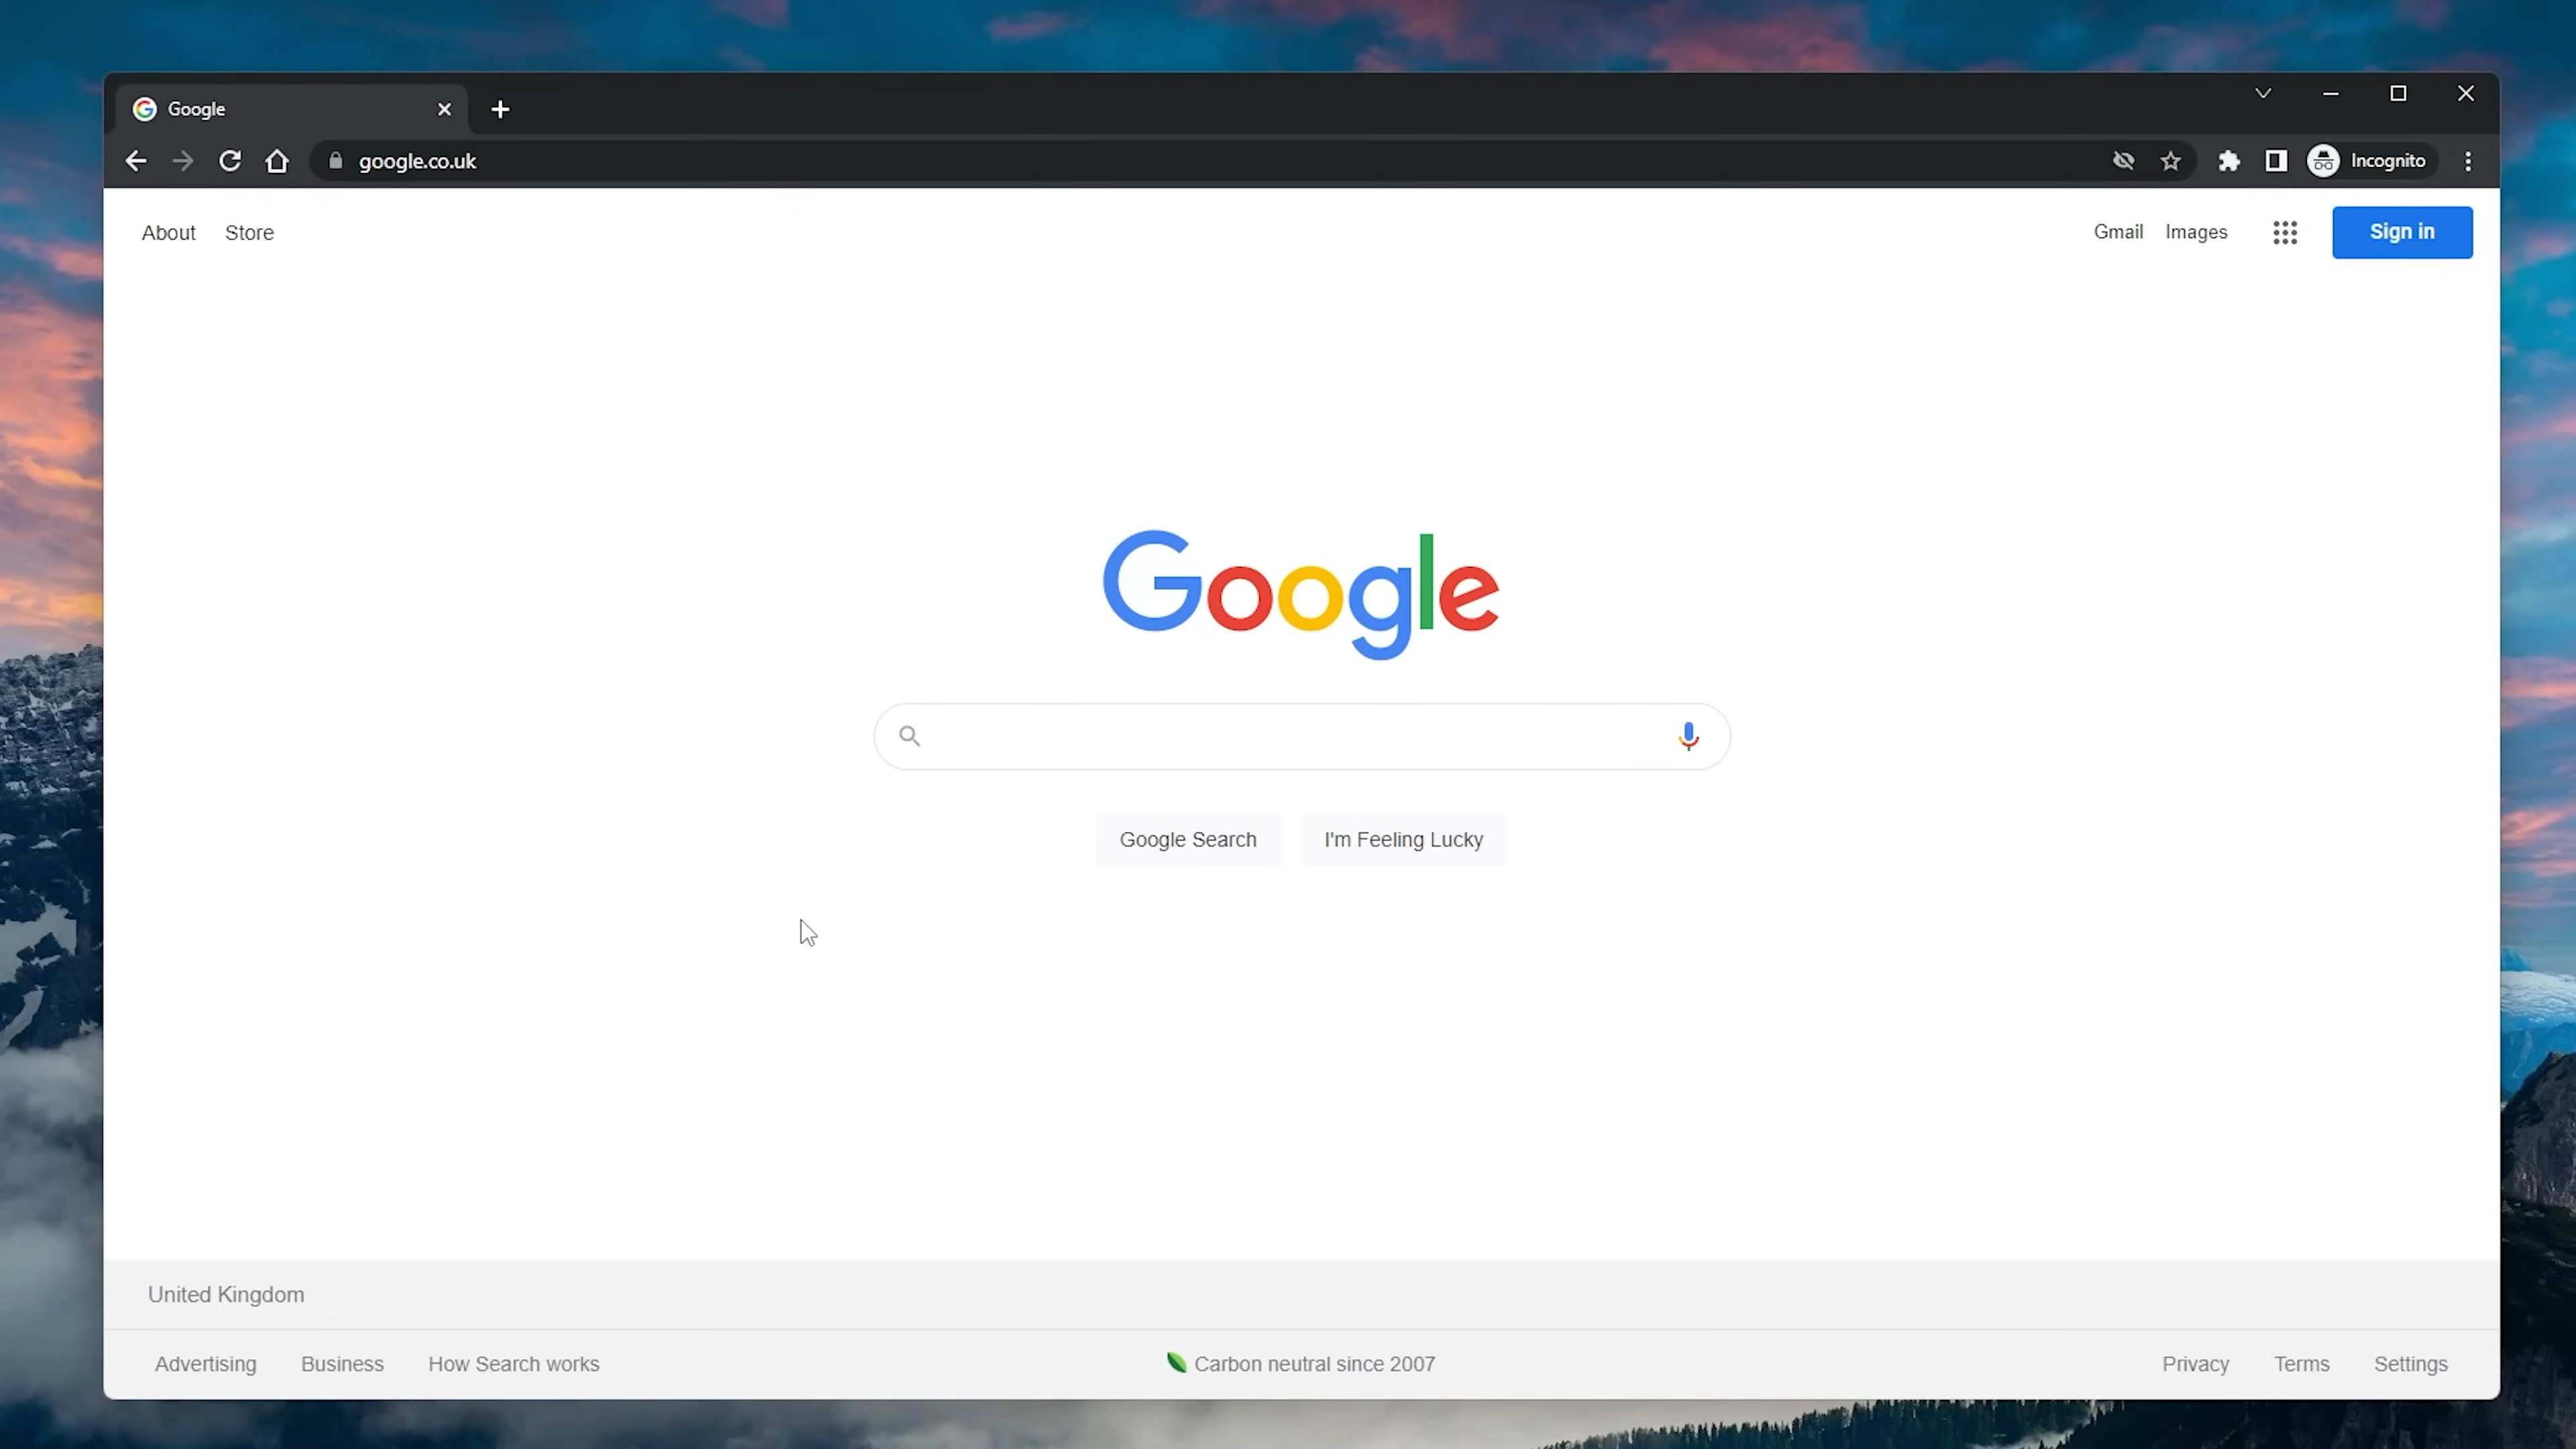 Google
google.co.uk
Incognito
About Store
Gmail Images
Sign in
Google
Google Search I'm Feeling Lucky
United Kingdom
Advertising Business How Search works
Carbon neutral since 2007
Privacy Terms Settings